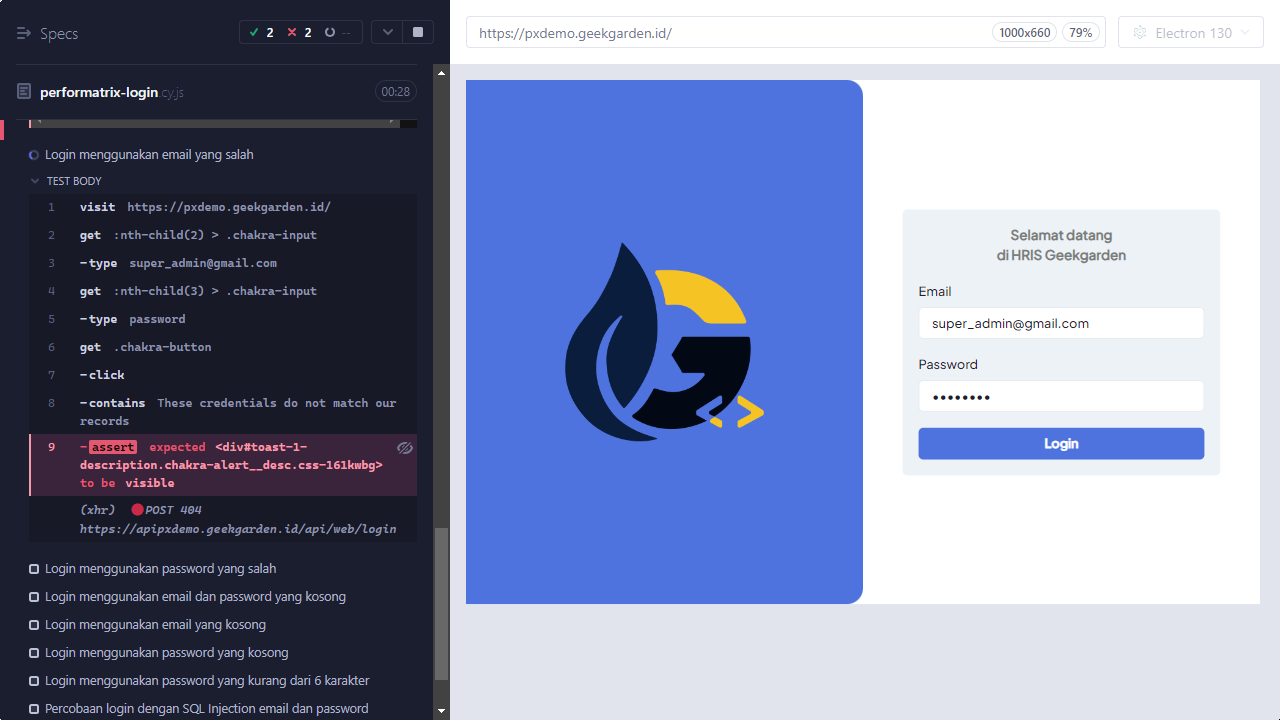 Specs
2
2
--
https://pxdemo.geekgarden.id/
1000x660
79%
Electron 130
performatrix-login.cy.js
00:28
Login menggunakan email yang salah
TEST BODY
1 visit https://pxdemo.geekgarden.id/
2 get :nth-child(2) > .chakra-input
3 -type super_admin@gmail.com
4 get :nth-child(3) > .chakra-input
5 -type password
6 get .chakra-button
7 -click
8 -contains These credentials do not match our
records
9 -assert expected <div#toast-1-
description.chakra-alert__desc.css-161kwbg>
to be visible
(xhr) POST 404
https://apipxdemo.geekgarden.id/api/web/login
Login menggunakan password yang salah
Login menggunakan email dan password yang kosong
Login menggunakan email yang kosong
Login menggunakan password yang kosong
Login menggunakan password yang kurang dari 6 karakter
Percobaan login dengan SQL Injection email dan password
Selamat datang
di HRIS Geekgarden
Email
super_admin@gmail.com
Password
••••••••
Login